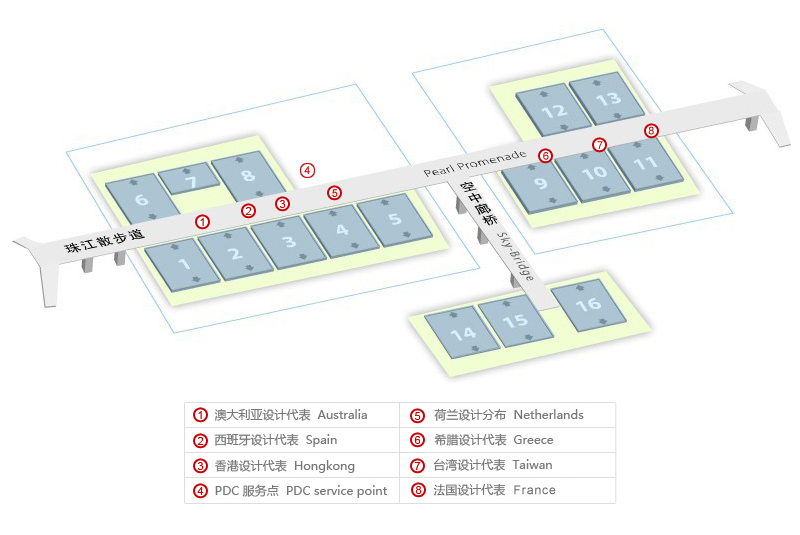 12
13
8
Pearl Promenade
7
6
11
10
9
4
8
7
6
5
3
2
1
珠江散步道
空中廊桥
Sky-Bridge
5
4
3
2
1
16
15
14
① 澳大利亚设计代表 Australia
⑤ 荷兰设计分布 Netherlands
② 西班牙设计代表 Spain
⑥ 希腊设计代表 Greece
③ 香港设计代表 Hongkong
⑦ 台湾设计代表 Taiwan
④ PDC 服务点 PDC service point
⑧ 法国设计代表 France